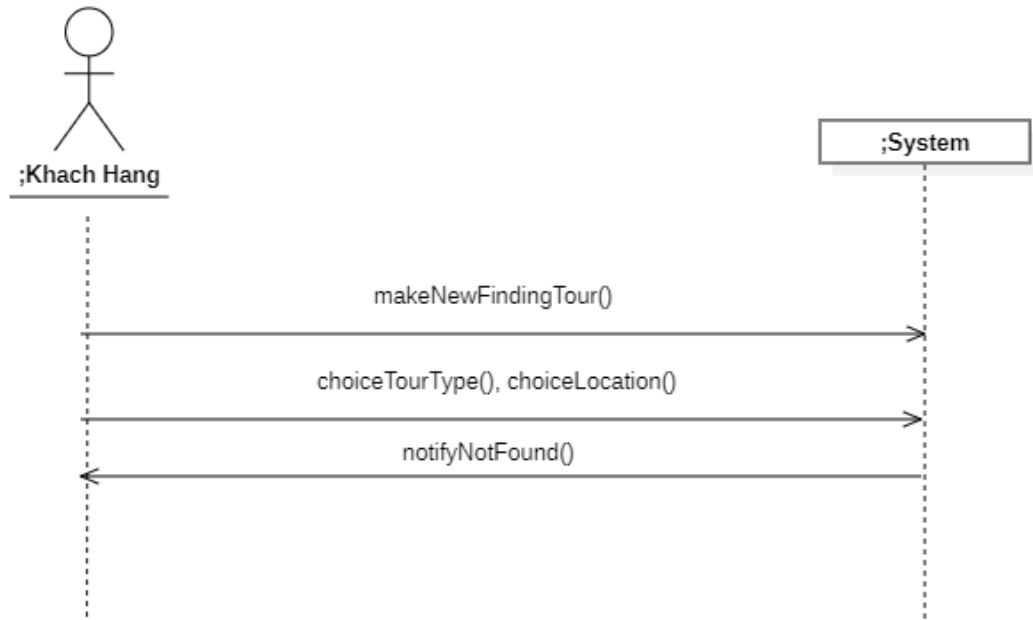 ;System
;Khach Hang
makeNewFindingTour()
choiceTourType(), choiceLocation()
notifyNotFound()